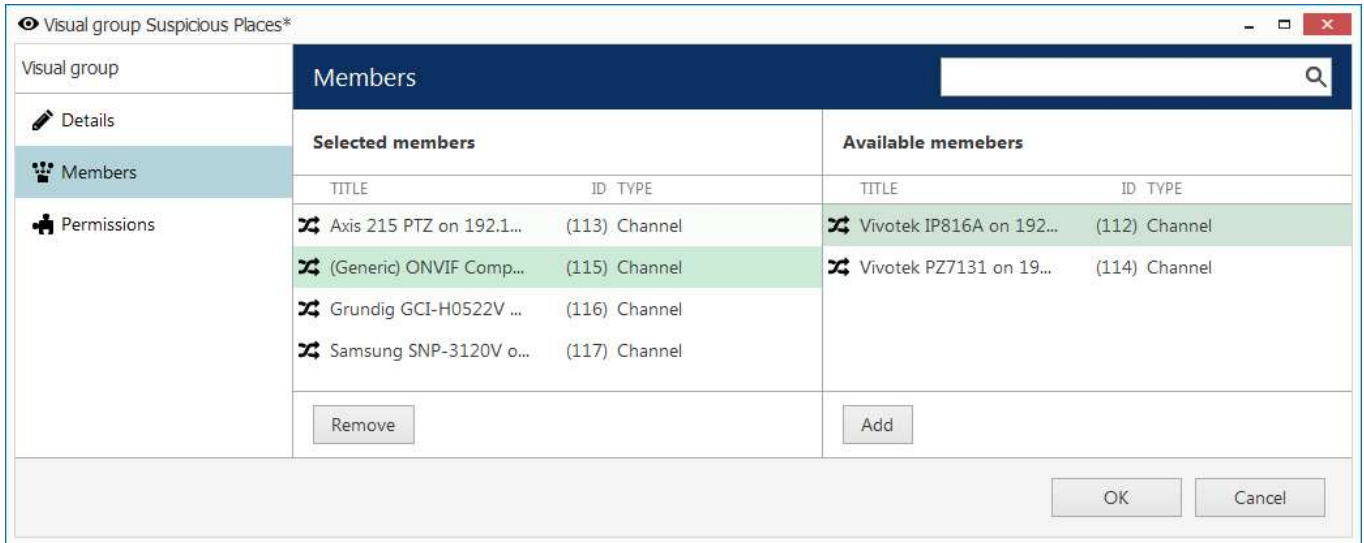 Visual group Suspicious Places*
Visual group
Members
Details
Members
Permissions
Selected members
Available memebers
TITLE ID TYPE
TITLE ID TYPE
Axis 215 PTZ on 192.1... (113) Channel
Vivotek IP816A on 192... (112) Channel
(Generic) ONVIF Comp... (115) Channel
Vivotek PZ7131 on 19... (114) Channel
Grundig GCI-H0522V ... (116) Channel
Samsung SNP-3120V o... (117) Channel
Remove
Add
OK
Cancel